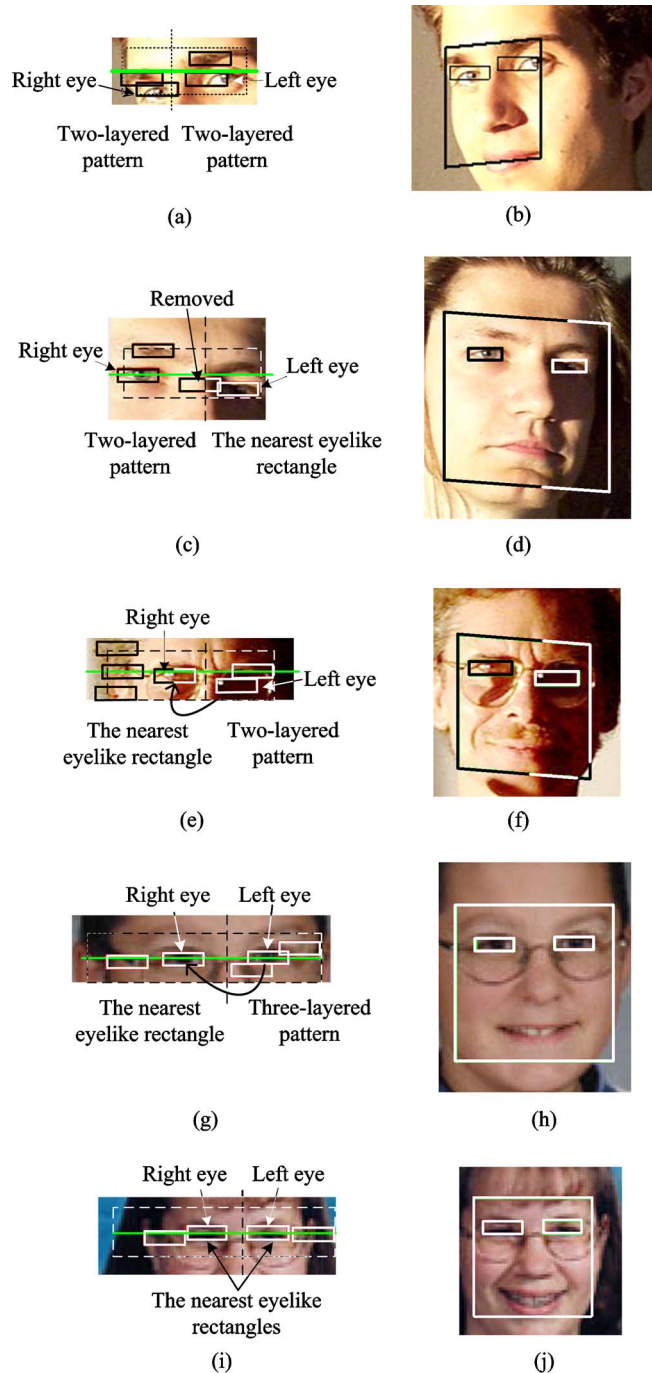 Right eye
Left eye
Two-layered
pattern
Two-layered
pattern
(a)
(b)
Removed
Right eye
Left eye
Two-layered
pattern
The nearest eyelike
rectangle
(c)
(d)
Right eye
Left eye
The nearest
eyelike rectangle
Two-layered
pattern
(e)
(f)
Right eye
Left eye
The nearest
eyelike rectangle
Three-layered
pattern
(g)
(h)
Right eye
Left eye
The nearest eyelike
rectangles
(i)
(j)